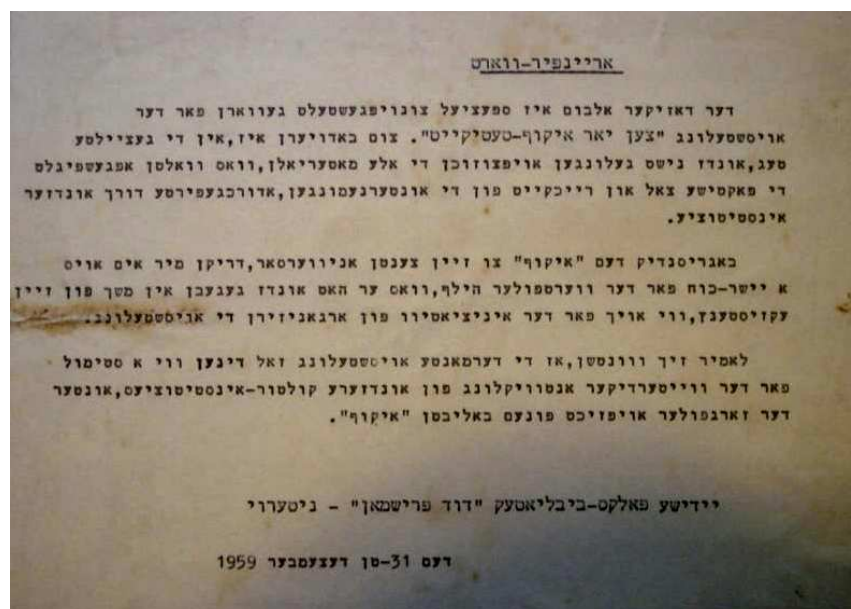 אריינפיר-ווארט
דער דאזיקער אלבום איז ספעציעל צונויפגעשטעלט געווארן פאר דער
אויסשטעלונג "צען יאר איקוף-טעטיקייט". צום באדויערן איז,אין די געציילטע
טעג,אונדז נישט געלונגען אויפצוזוכן די אלע מאטעריאלן,וואס וואלטן אפגעשפיגלט
די פאקטישע צאל און רייכקייט פון די אונטערנעמונגען,אדורכגעפירטע דורך אונדזער
אינסטיטוציע.
באגריסנדיק דעם "איקוף" צו זיין צענטן אניווערסאר,דריקן מיר אים אויס
א יישר-כוח פאר דער ווערטפולער הילף,וואס ער האט אונדז געגעבן אין משך פון זיין
עקזיסטענץ,ווי אויך פאר דער איניציאטיוו פון ארגאניזירן די אויסשטעלונג.
לאמיר זיך ווונטשן,אז די דערמאנטע אויסשטעלונג זאל דינען ווי א סטימול
פאר דער ווייטערדיקער אנטוויקלונג פון אונדזערע קולטור-אינסטיטוציעס,אונטער
דער זארגפולער אויפזיכט פונעם באליבטן "איקוף".
יידישע פאלקס-ביבליאטעק "דוד פרישמאן" - ניטערוי
דעם 31-טן דעצעמבער 1959